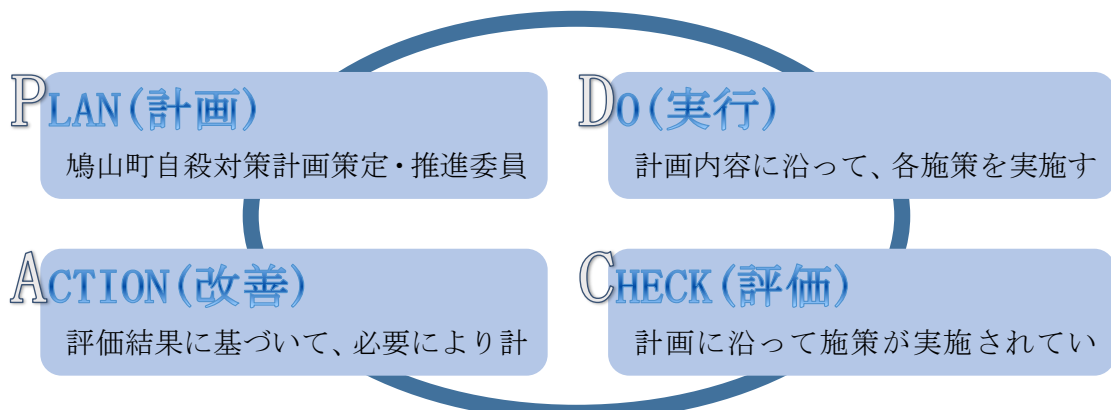 PLAN(計画)
鳩山町自殺対策計画策定・推進委員
DO(実行)
計画内容に沿って、各施策を実施す
ACTION(改善)
評価結果に基づいて、必要により計
CHECK(評価)
計画に沿って施策が実施されてい